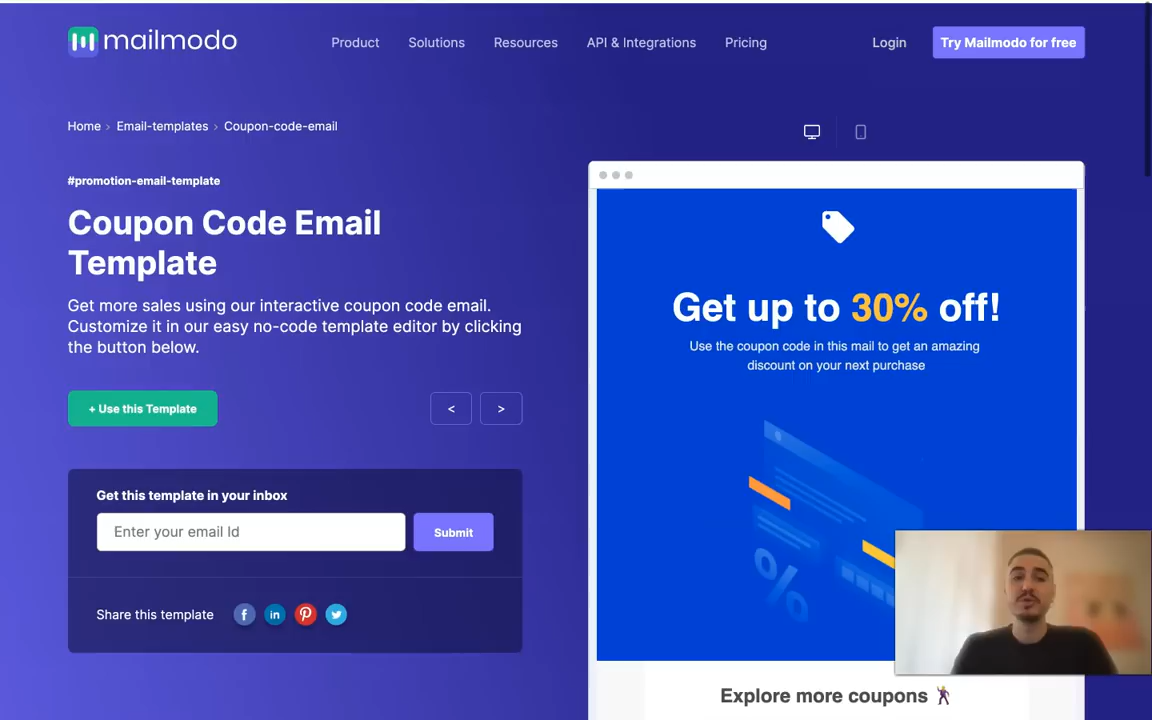 mailmodo
Product
Solutions
Resources
API & Integrations
Pricing
Login
Try Mailmodo for free
Home > Email-templates > Coupon-code-email
#promotion-email-template
Coupon Code Email
Template
Get more sales using our interactive coupon code email.
Customize it in our easy no-code template editor by clicking
the button below.
+ Use this Template
<
>
Get this template in your inbox
Enter your email Id
Submit
Share this template
Get up to 30% off!
Use the coupon code in this mail to get an amazing
discount on your next purchase
%
Explore more coupons